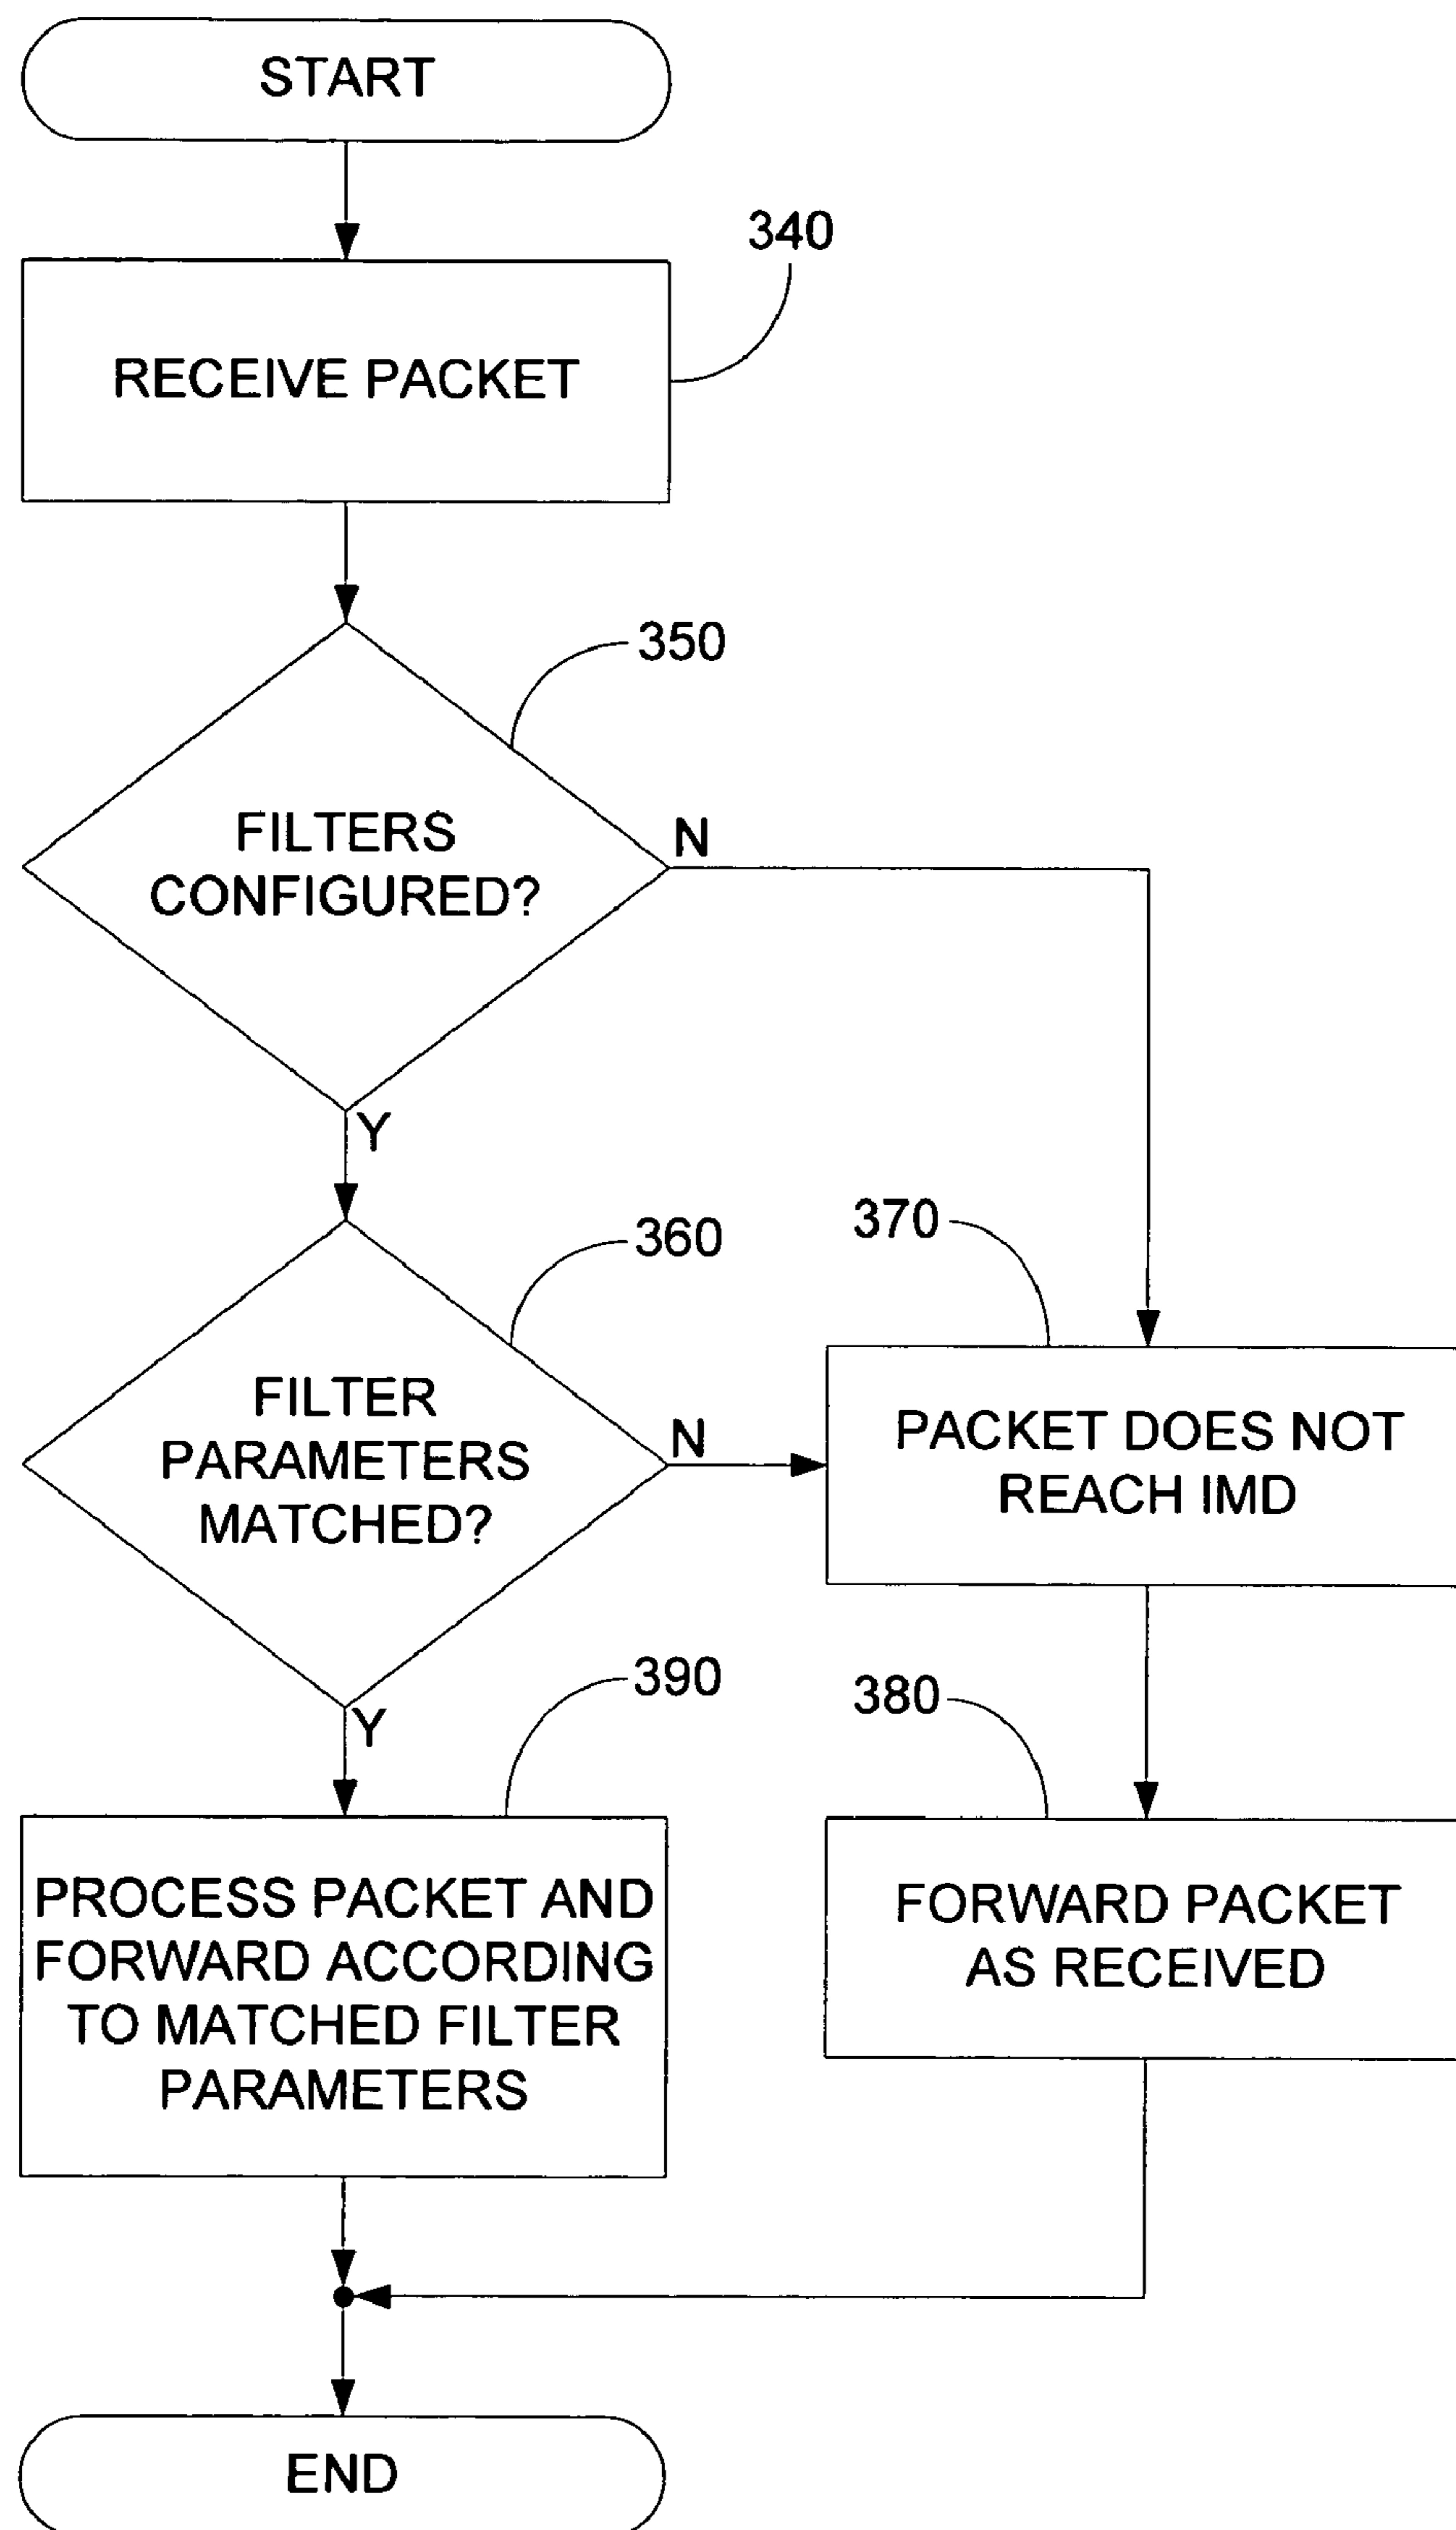 START
340
RECEIVE PACKET
350
FILTERS
CONFIGURED?
N
Y
360
370
FILTER
PARAMETERS
MATCHED?
N
PACKET DOES NOT
REACH IMD
Y
390
380
PROCESS PACKET AND
FORWARD ACCORDING
TO MATCHED FILTER
PARAMETERS
FORWARD PACKET
AS RECEIVED
END